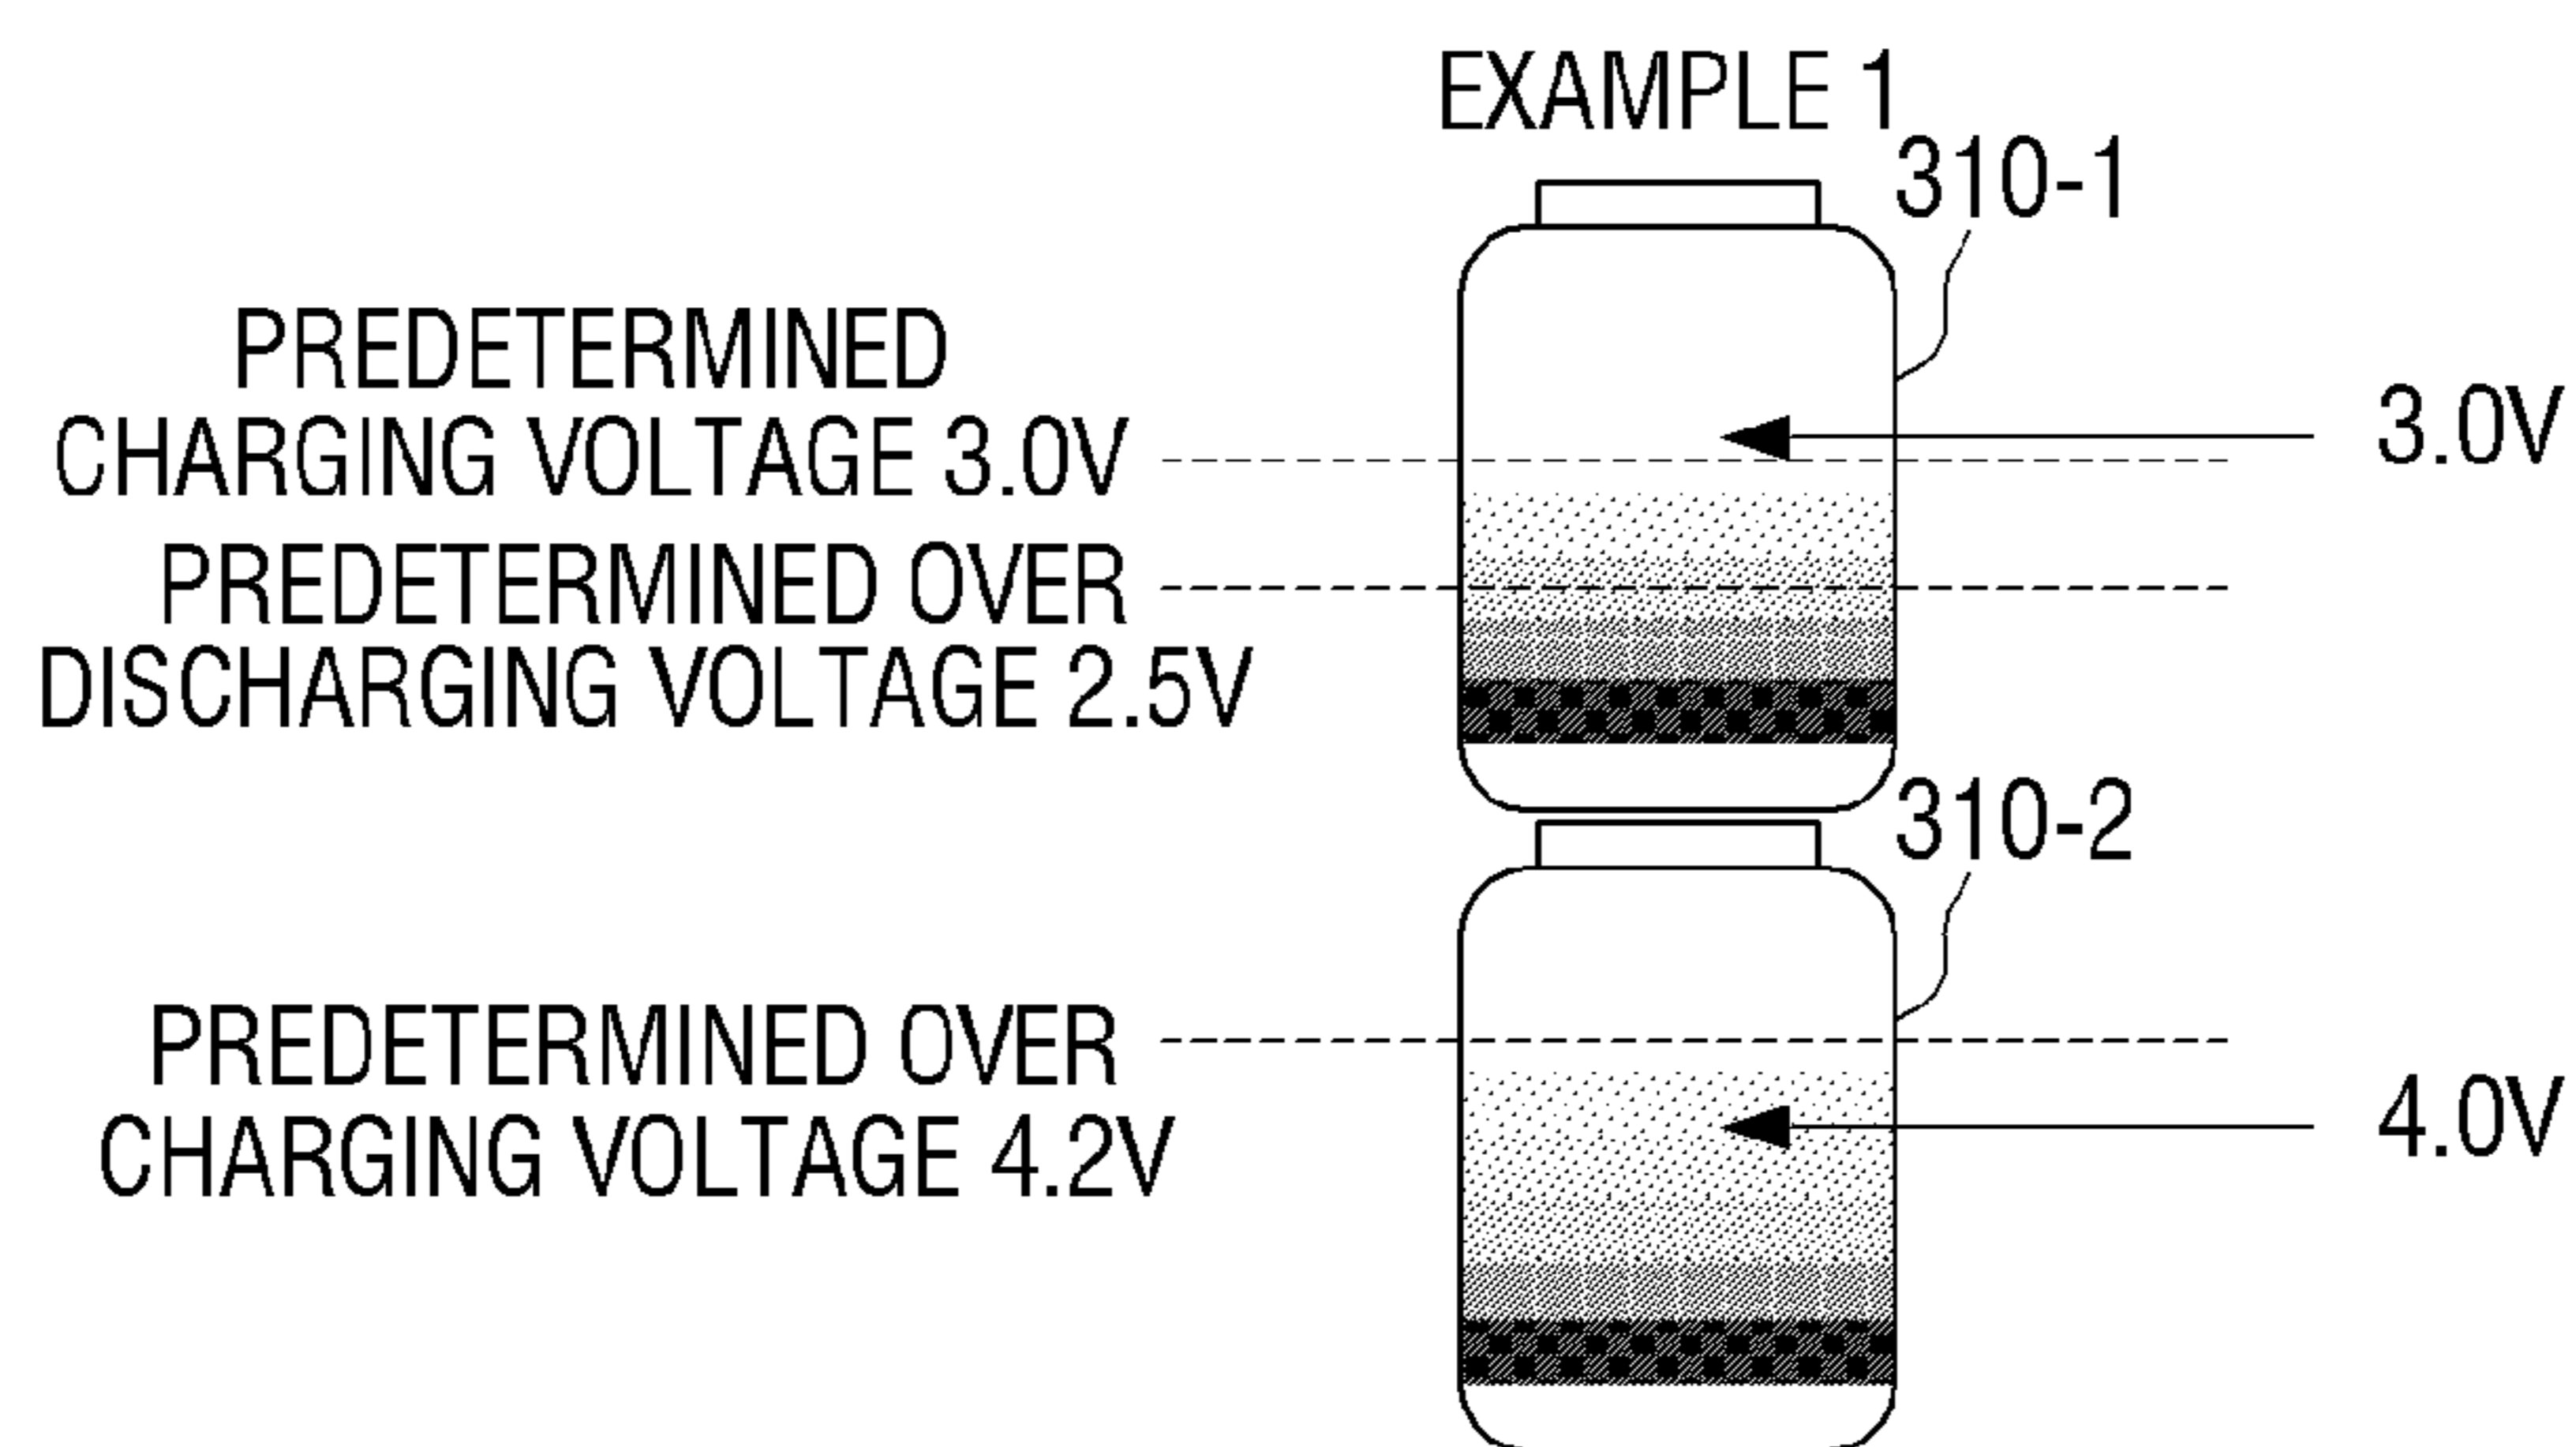 EXAMPLE 1
310-1
PREDETERMINED
CHARGING VOLTAGE 3.0V
3.0V
PREDETERMINED OVER
DISCHARGING VOLTAGE 2.5V
310-2
PREDETERMINED OVER
CHARGING VOLTAGE 4.2V
4.0V